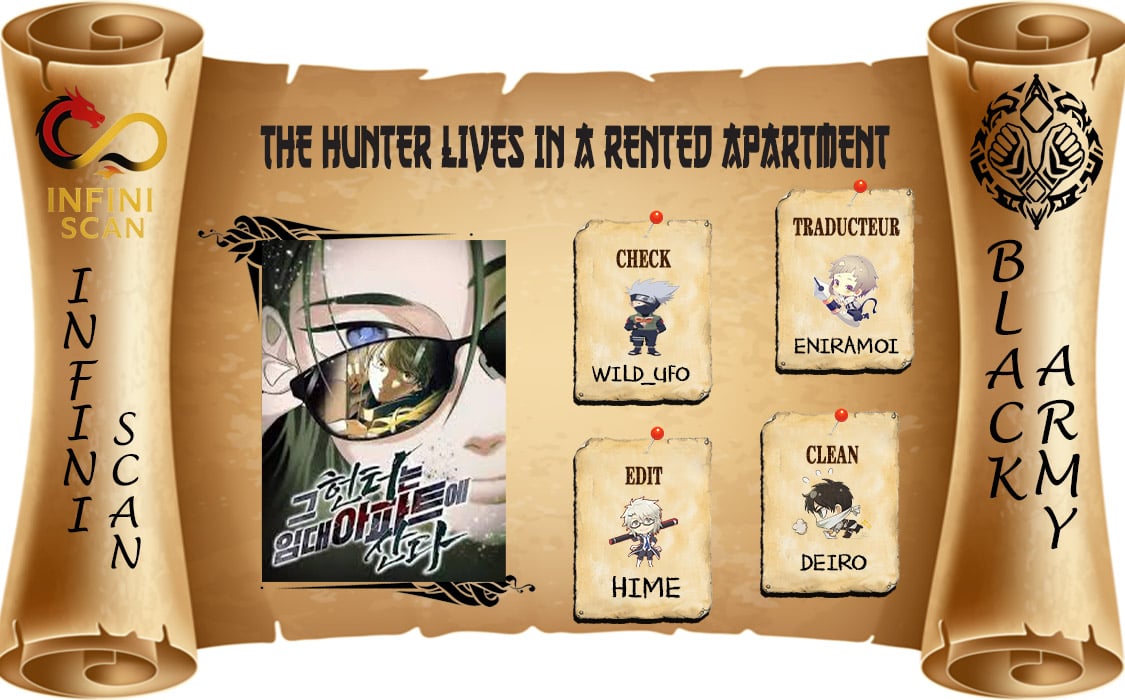 THE HUNTER LIVES IN A RENTED APARTMENT
INFINI
SCAN
INFINI
SCAN
그 헌터는
임대아파트에
산다
CHECK
WILD_UFO
TRADUCTEUR
ENIRAMOI
EDIT
HIME
CLEAN
DEIRO
BLACK
ARMY